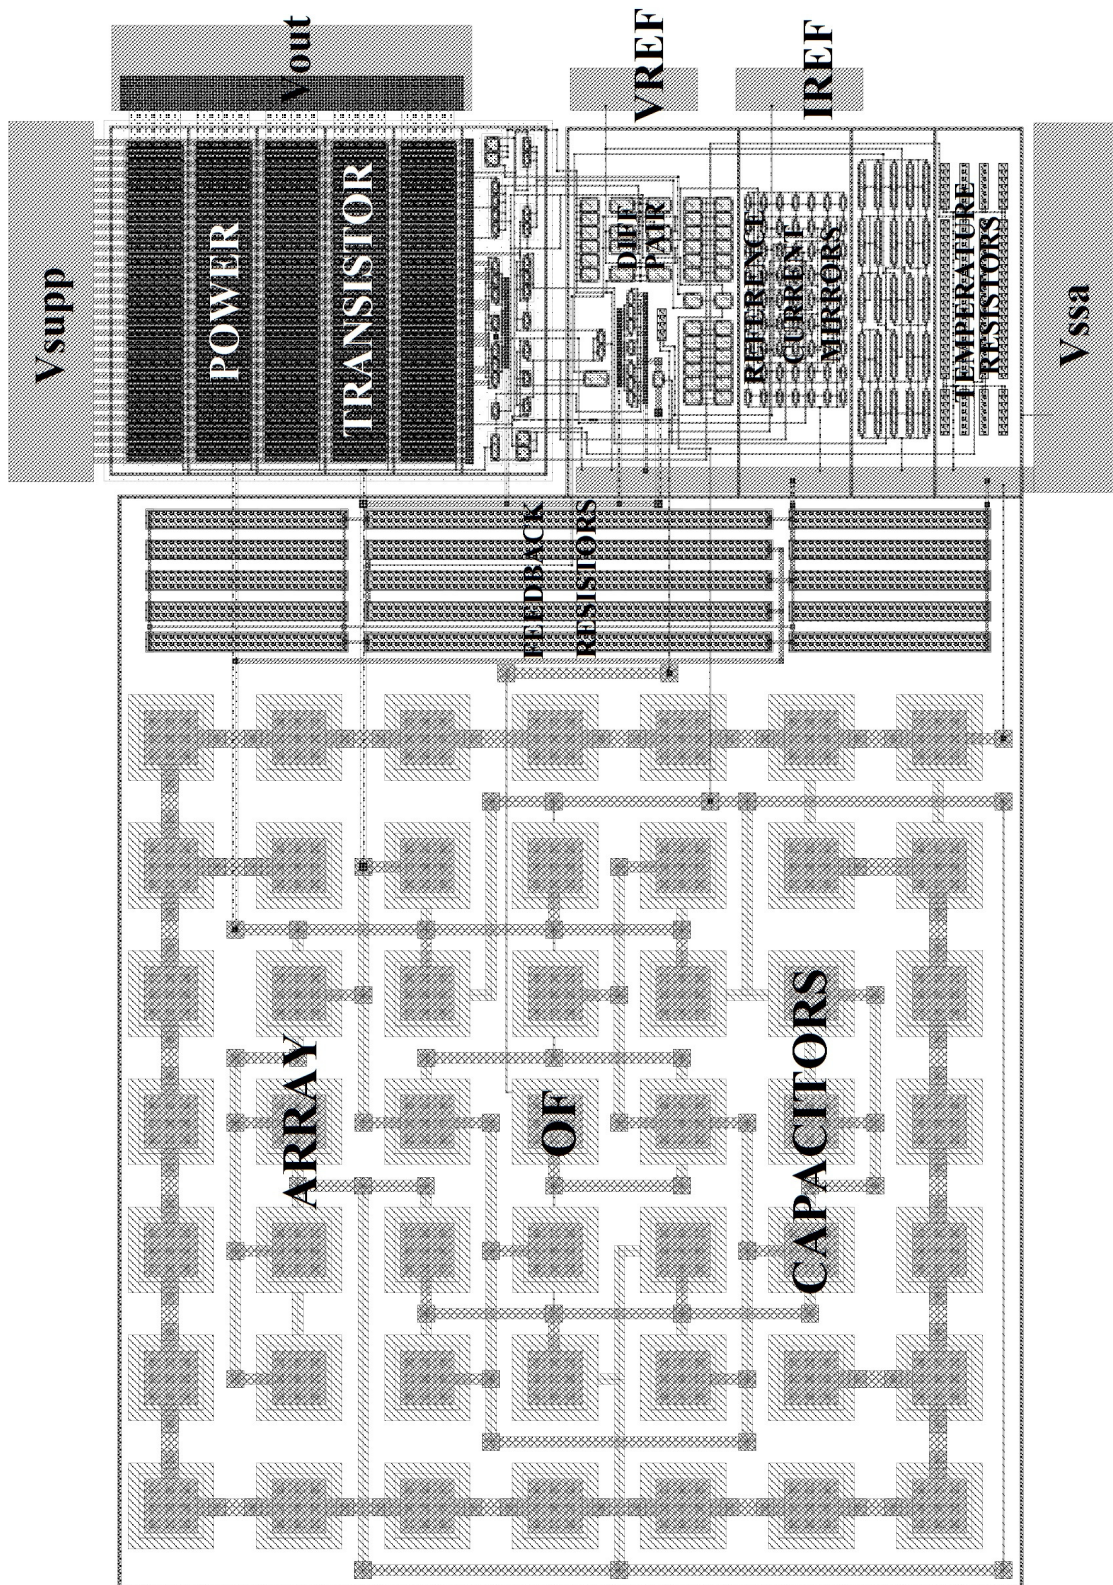 Vout
VREF
IREF
Vsupp
POWER
TRANSISTOR
DIFF
PAIR
REFERENCE
CURRENT
MIRRORS
TEMPERATURE
RESISTORS
Vssa
FEEDBACK
RESISTORS
ARRAY
OF
CAPACITORS